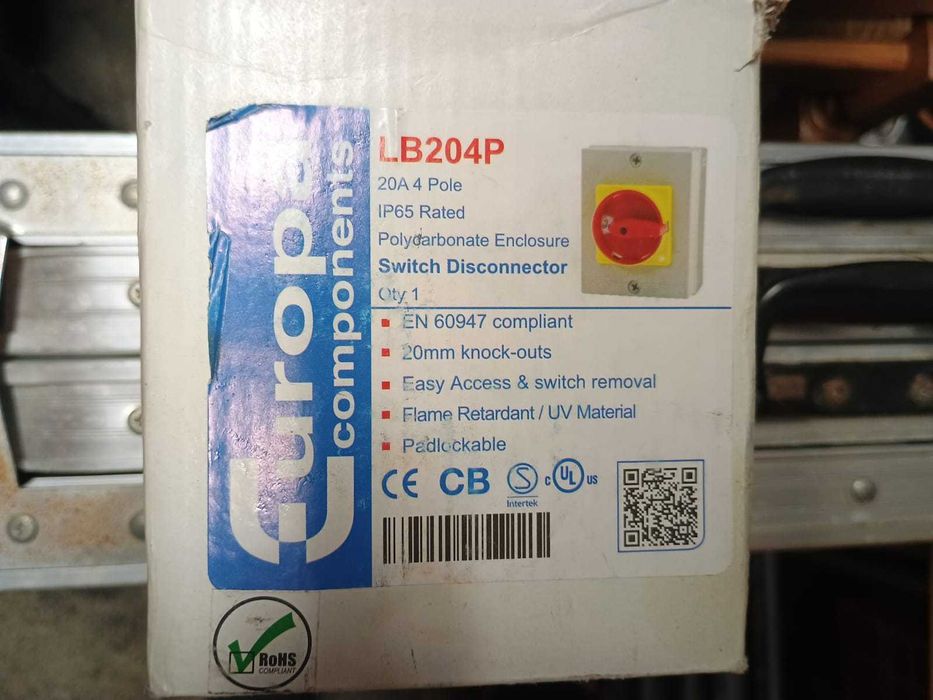 Europa
components
LB204P
20A 4 Pole
IP65 Rated
Polycarbonate Enclosure
Switch Disconnector
Qty 1
EN 60947 compliant
20mm knock-outs
Easy Access & switch removal
Flame Retardant / UV Material
Padlockable
CE CB S Intertek c UL us
RoHS
COMPLIANT